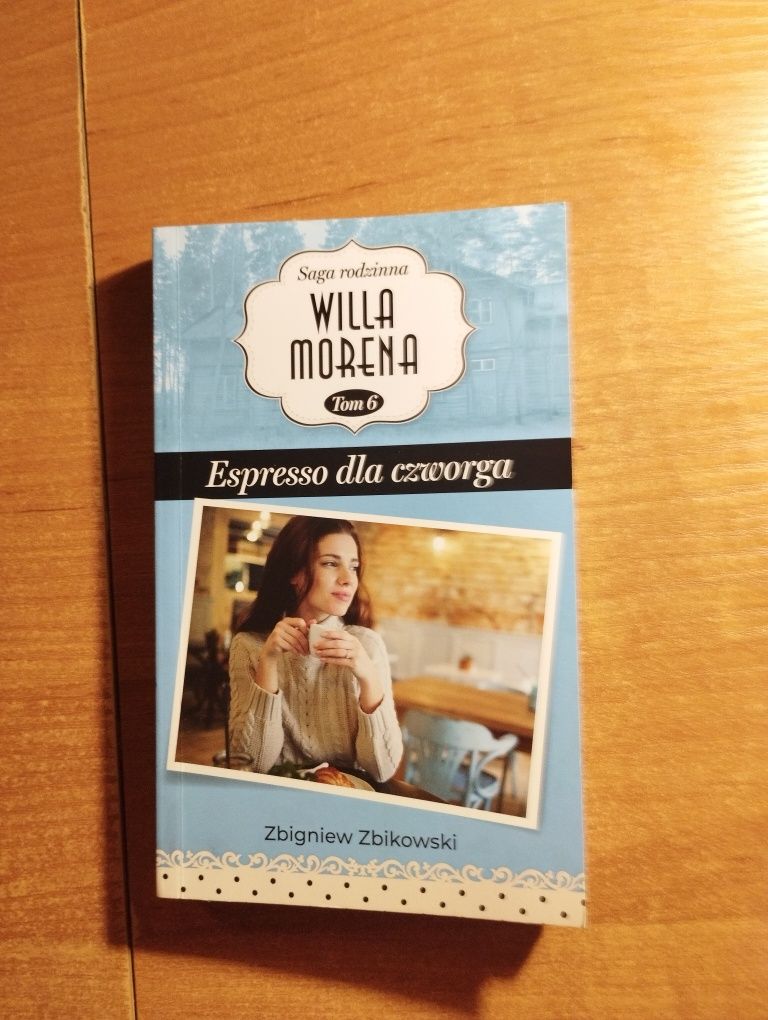 Saga rodzinna
WILLA
MORENA
Tom 6
Espresso dla czworga
Zbigniew Zbikowski